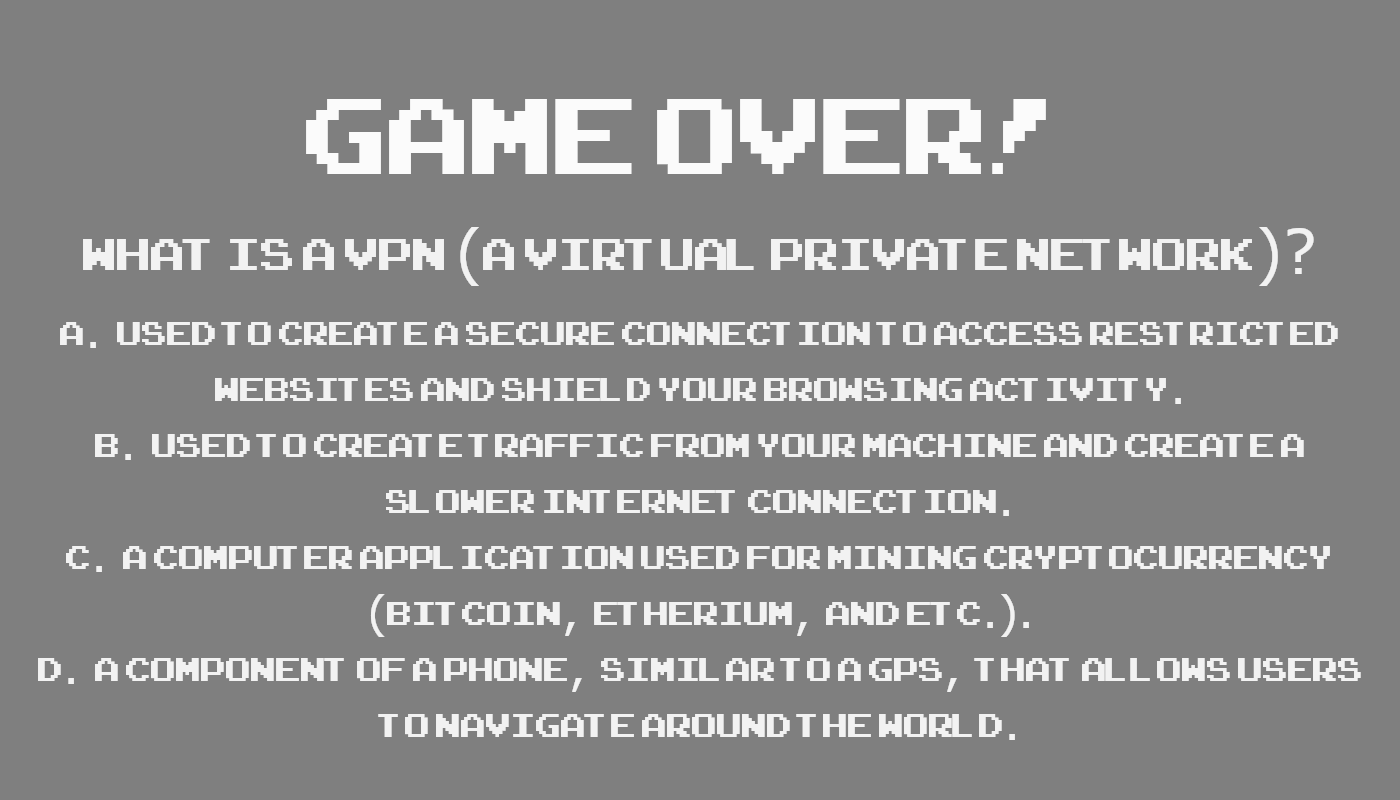 GAME OVER!
WHAT IS A VPN (A VIRTUAL PRIVATE NETWORK)?
A. USED TO CREATE A SECURE CONNECTION TO ACCESS RESTRICTED
WEBSITES AND SHIELD YOUR BROWSING ACTIVITY.
B. USED TO CREATE TRAFFIC FROM YOUR MACHINE AND CREATE A
SLOWER INTERNET CONNECTION.
C. A COMPUTER APPLICATION USED FOR MINING CRYPTOCURRENCY
(BITCOIN, ETHERIUM, AND ETC.).
D. A COMPONENT OF A PHONE, SIMILAR TO A GPS, THAT ALLOWS USERS
TO NAVIGATE AROUND THE WORLD.